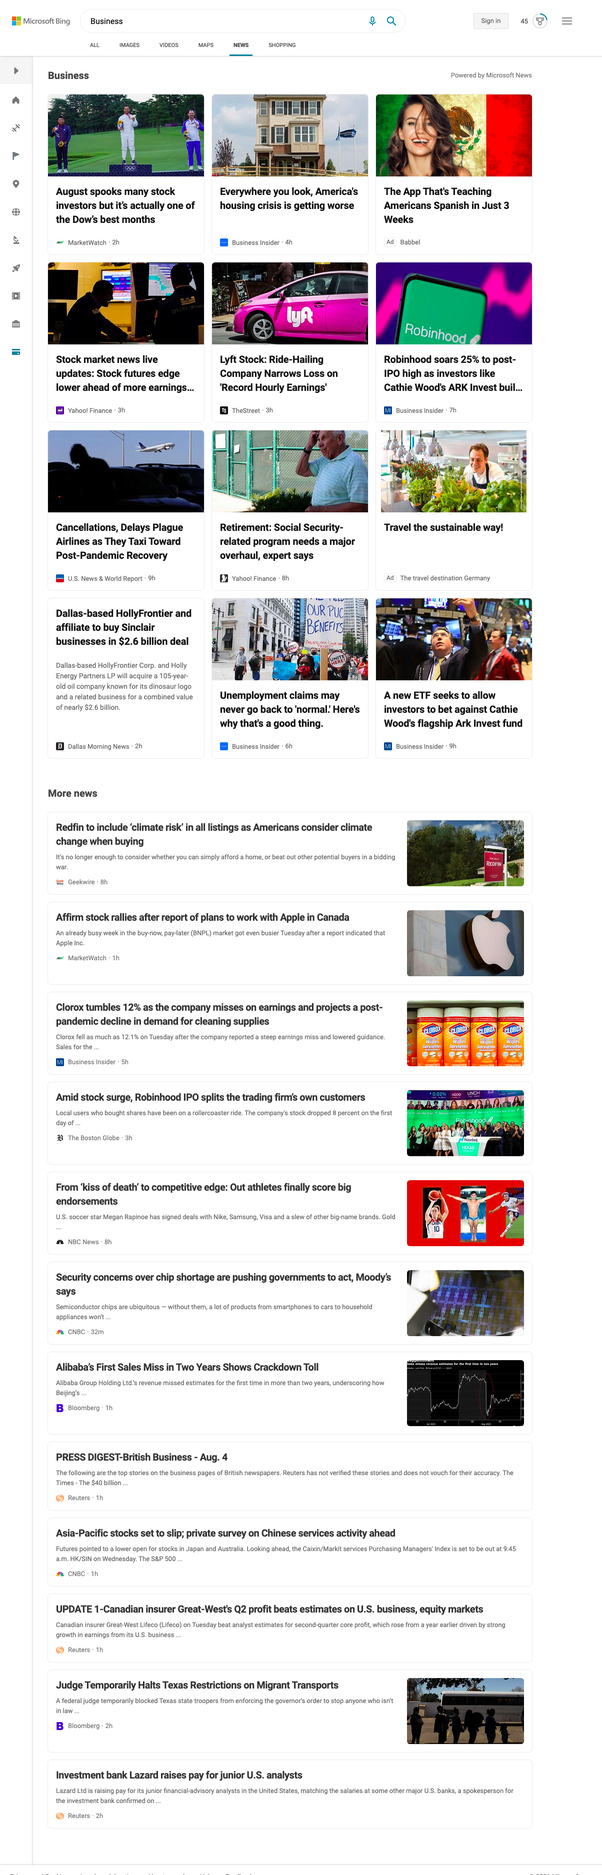 Microsoft Bing
Business
Sign in
45
ALL
IMAGES
VIDEOS
MAPS
NEWS
SHOPPING
Business
Powered by Microsoft News
August spooks many stock
investors but it's actually one of
the Dow's best months
MarketWatch · 2h
Everywhere you look, America's
housing crisis is getting worse
Business Insider · 4h
The App That's Teaching
Americans Spanish in Just 3
Weeks
Ad Babbel
Stock market news live
updates: Stock futures edge
lower ahead of more earnings...
Yahoo! Finance · 3h
lyft
Lyft Stock: Ride-Hailing
Company Narrows Loss on
'Record Hourly Earnings'
TheStreet · 3h
Robinhood
Robinhood soars 25% to post-
IPO high as investors like
Cathie Wood's ARK Invest buil...
Business Insider · 7h
Cancellations, Delays Plague
Airlines as They Taxi Toward
Post-Pandemic Recovery
U.S. News & World Report · 9h
Retirement: Social Security-
related program needs a major
overhaul, expert says
Yahoo! Finance · 8h
Travel the sustainable way!
Ad The travel destination Germany
Dallas-based HollyFrontier and
affiliate to buy Sinclair
businesses in $2.6 billion deal
Dallas-based HollyFrontier Corp. and Holly
Energy Partners LP will acquire a 105-year-
old oil company known for its dinosaur logo
and a related business for a combined value
of nearly $2.6 billion.
Dallas Morning News · 2h
OUR PUC
BENEFITS
Unemployment claims may
never go back to 'normal.' Here's
why that's a good thing.
Business Insider · 6h
A new ETF seeks to allow
investors to bet against Cathie
Wood's flagship Ark Invest fund
Business Insider · 9h
More news
Redfin to include 'climate risk' in all listings as Americans consider climate
change when buying
It's no longer enough to consider whether you can simply afford a home, or beat out other potential buyers in a bidding
war.
Geekwire · 8h
REDFIN
Affirm stock rallies after report of plans to work with Apple in Canada
An already busy week in the buy-now, pay-later (BNPL) market got even busier Tuesday after a report indicated that
Apple Inc.
MarketWatch · 1h
Clorox tumbles 12% as the company misses on earnings and projects a post-
pandemic decline in demand for cleaning supplies
Clorox fell as much as 12.1% on Tuesday after the company reported a steep earnings miss and lowered guidance.
Sales for the ...
Business Insider · 5h
CLOROX CLOROX CLOROX CLOROX
Amid stock surge, Robinhood IPO splits the trading firm's own customers
Local users who bought shares have been on a rollercoaster ride. The company's stock dropped 8 percent on the first
day of ...
The Boston Globe · 3h
From 'kiss of death' to competitive edge: Out athletes finally score big
endorsements
U.S. soccer star Megan Rapinoe has signed deals with Nike, Samsung, Visa and a slew of other big-name brands. Gold
...
NBC News · 8h
10
Security concerns over chip shortage are pushing governments to act, Moody's
says
Semiconductor chips are ubiquitous — without them, a lot of products from smartphones to cars to household
appliances won't ...
CNBC · 32m
Alibaba's First Sales Miss in Two Years Shows Crackdown Toll
Alibaba Group Holding Ltd.'s revenue missed estimates for the first time in more than two years, underscoring how
Beijing's ...
Bloomberg · 1h
PRESS DIGEST-British Business - Aug. 4
The following are the top stories on the business pages of British newspapers. Reuters has not verified these stories and does not vouch for their accuracy. The
Times - The $40 billion ...
Reuters · 1h
Asia-Pacific stocks set to slip; private survey on Chinese services activity ahead
Futures pointed to a lower open for stocks in Japan and Australia. Looking ahead, the Caixin/Markit services Purchasing Managers' Index is set to be out at 9:45
a.m. HK/SIN on Wednesday. The S&P 500 ...
CNBC · 1h
UPDATE 1-Canadian insurer Great-West's Q2 profit beats estimates on U.S. business, equity markets
Canadian insurer Great-West Lifeco (Lifeco) on Tuesday beat analyst estimates for second-quarter core profit, which rose from a year earlier driven by strong
growth in earnings from its U.S. business ...
Reuters · 1h
Judge Temporarily Halts Texas Restrictions on Migrant Transports
A federal judge temporarily blocked Texas state troopers from enforcing the governor's order to stop anyone who isn't
in law ...
Bloomberg · 2h
Investment bank Lazard raises pay for junior U.S. analysts
Lazard Ltd is raising pay for its junior financial-advisory analysts in the United States, matching the salaries at some other major U.S. banks, a spokesperson for
the investment bank confirmed on ...
Reuters · 2h